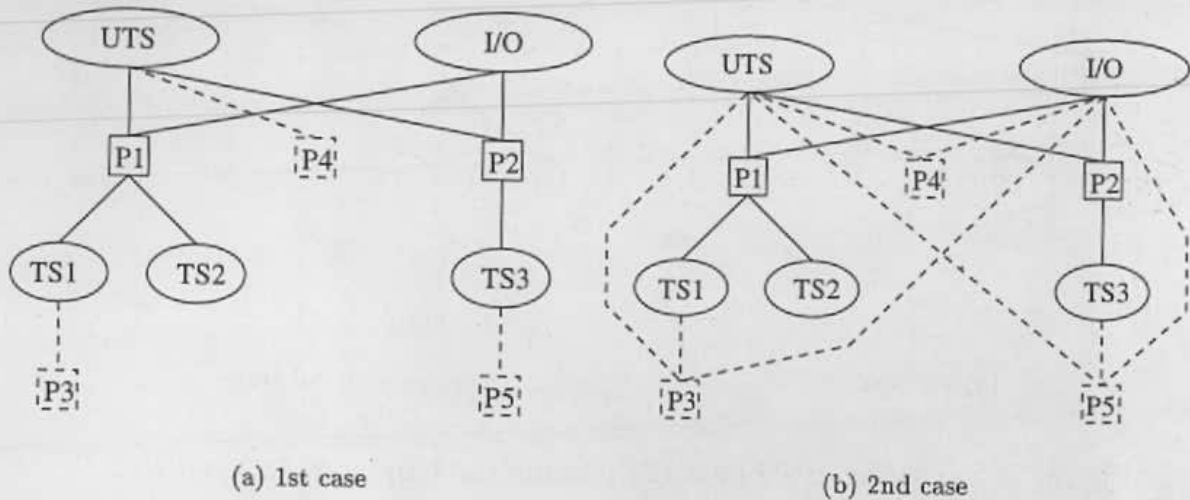 UTS
I/O
P1
P4
P2
TS1
TS2
TS3
P3
P5
(a) 1st case
UTS
I/O
P1
P4
P2
TS1
TS2
TS3
P3
P5
(b) 2nd case